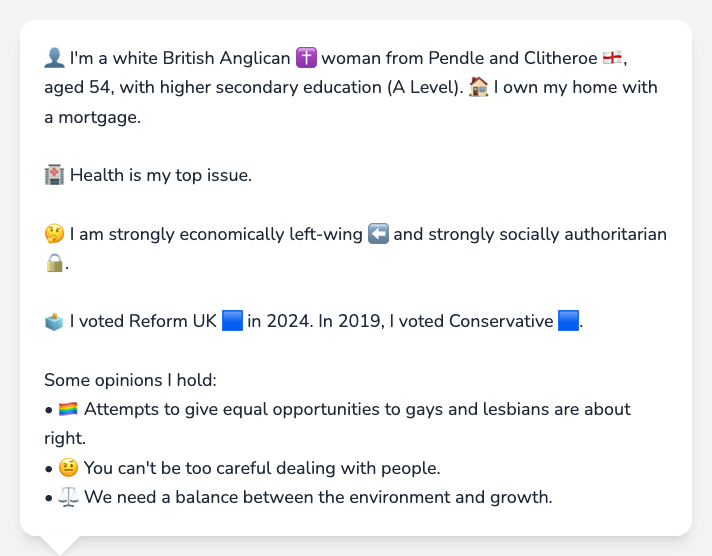 👤 I'm a white British Anglican ✝️ woman from Pendle and Clitheroe 🏴󠁧󠁢󠁥󠁮󠁧󠁿,
aged 54, with higher secondary education (A Level). 🏠 I own my home with
a mortgage.
🏥 Health is my top issue.
🤔 I am strongly economically left-wing ⬅️ and strongly socially authoritarian
🔒.
🗳️ I voted Reform UK 🟦 in 2024. In 2019, I voted Conservative 🟦.
Some opinions I hold:
• 🏳️‍🌈 Attempts to give equal opportunities to gays and lesbians are about
right.
• 🤨 You can't be too careful dealing with people.
• ⚖️ We need a balance between the environment and growth.